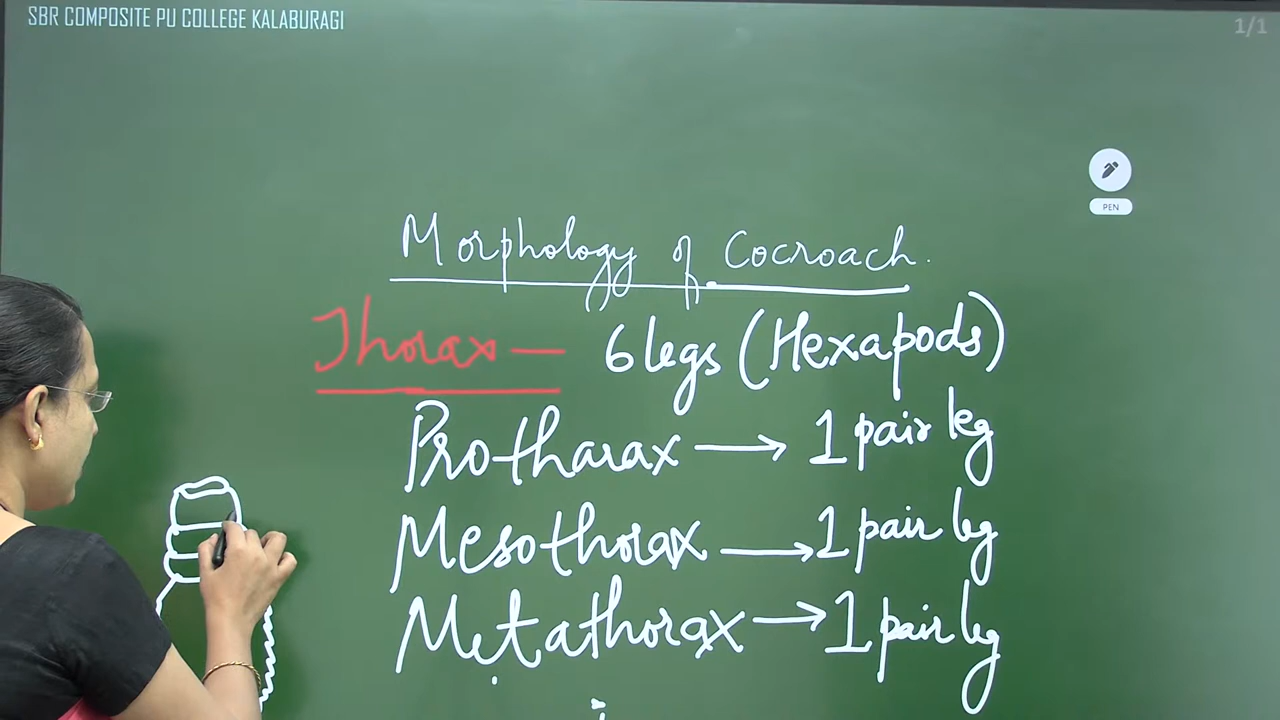 SBR COMPOSITE PU COLLEGE KALABURAGI
1/1
PEN
Morphology of Cocroach.
Thorax — 6 legs (Hexapods)
Protharax → 1 pair leg
Mesothorax → 1 pair leg
Metathorax → 1 pair leg